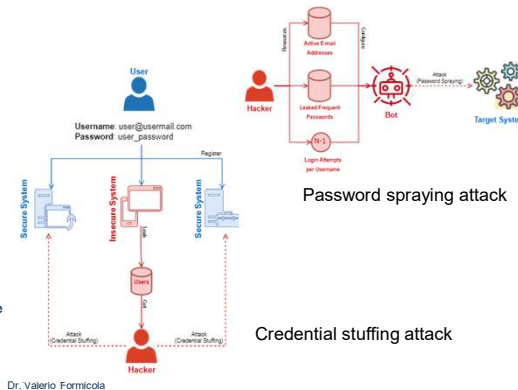 User
Username: user@usermail.com
Password: user_password
Register
Secure System
Insecure System
Secure System
Leak
Users
Get
Attack
(Credential Stuffing)
Attack
(Credential Stuffing)
Hacker
Hacker
Resources
Active E-mail
Addresses
Leaked Frequent
Passwords
N-1
Login Attempts
per Username
Configure
Bot
Attack
(Password Spraying)
Target System
Password spraying attack
Credential stuffing attack
e
Dr. Valerio Formicola